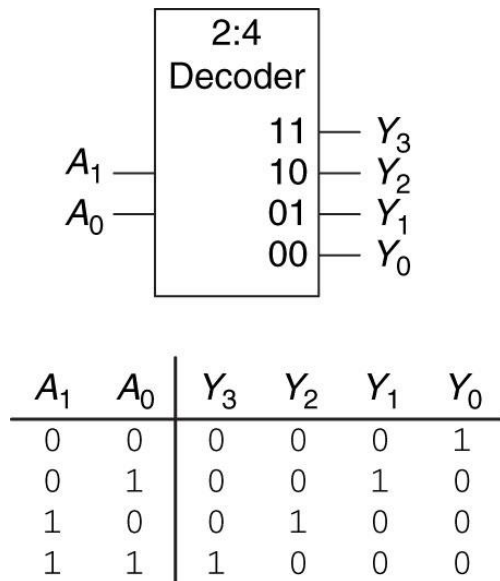 2:4
Decoder
11 Y3
A1 10 Y2
A0 01 Y1
00 Y0
A1 A0 Y3 Y2 Y1 Y0
0 0 0 0 0 1
0 1 0 0 1 0
1 0 0 1 0 0
1 1 1 0 0 0